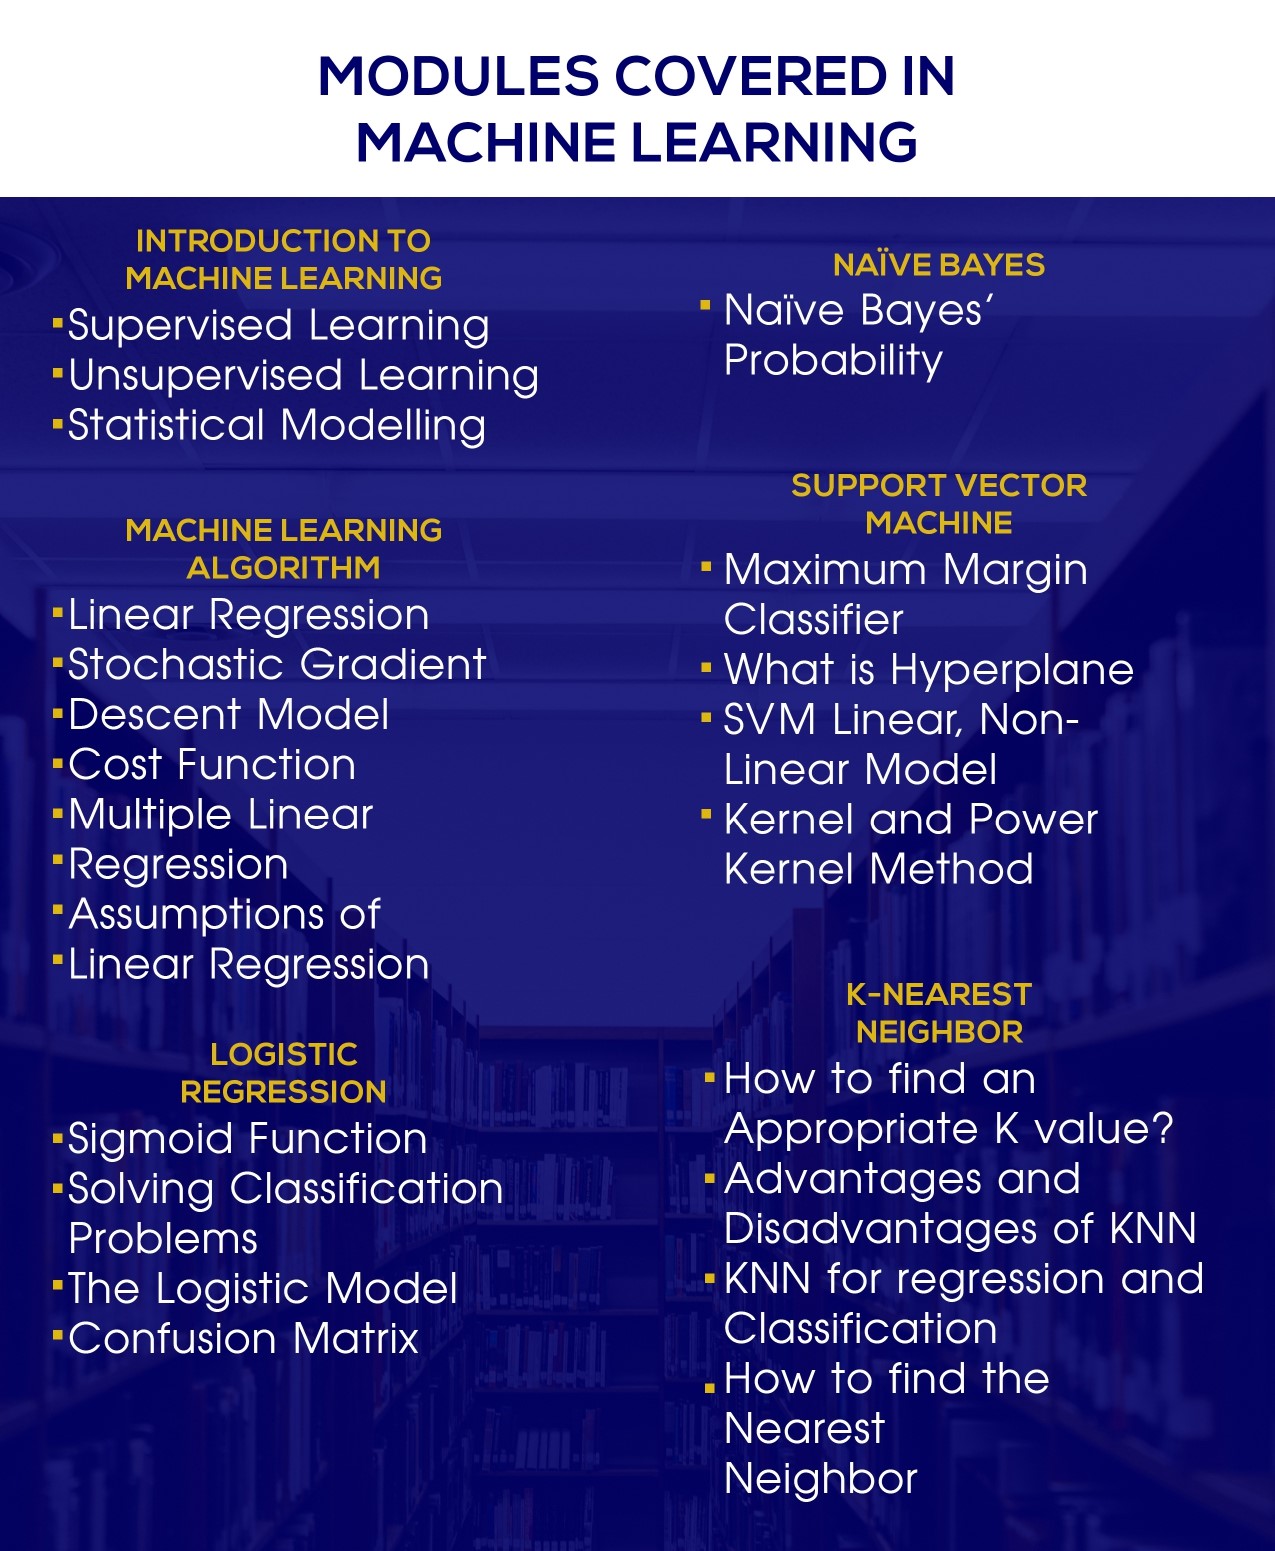 MODULES COVERED IN
MACHINE LEARNING
INTRODUCTION TO
MACHINE LEARNING
▪Supervised Learning
▪Unsupervised Learning
▪Statistical Modelling
MACHINE LEARNING
ALGORITHM
▪Linear Regression
▪Stochastic Gradient
▪Descent Model
▪Cost Function
▪Multiple Linear
▪Regression
▪Assumptions of
▪Linear Regression
LOGISTIC
REGRESSION
▪Sigmoid Function
▪Solving Classification
Problems
▪The Logistic Model
▪Confusion Matrix
NAÏVE BAYES
▪ Naïve Bayes’
Probability
SUPPORT VECTOR
MACHINE
▪ Maximum Margin
Classifier
▪ What is Hyperplane
▪ SVM Linear, Non-
Linear Model
▪ Kernel and Power
Kernel Method
K-NEAREST
NEIGHBOR
▪ How to find an
Appropriate K value?
▪ Advantages and
Disadvantages of KNN
▪ KNN for regression and
Classification
▪ How to find the
Nearest
Neighbor